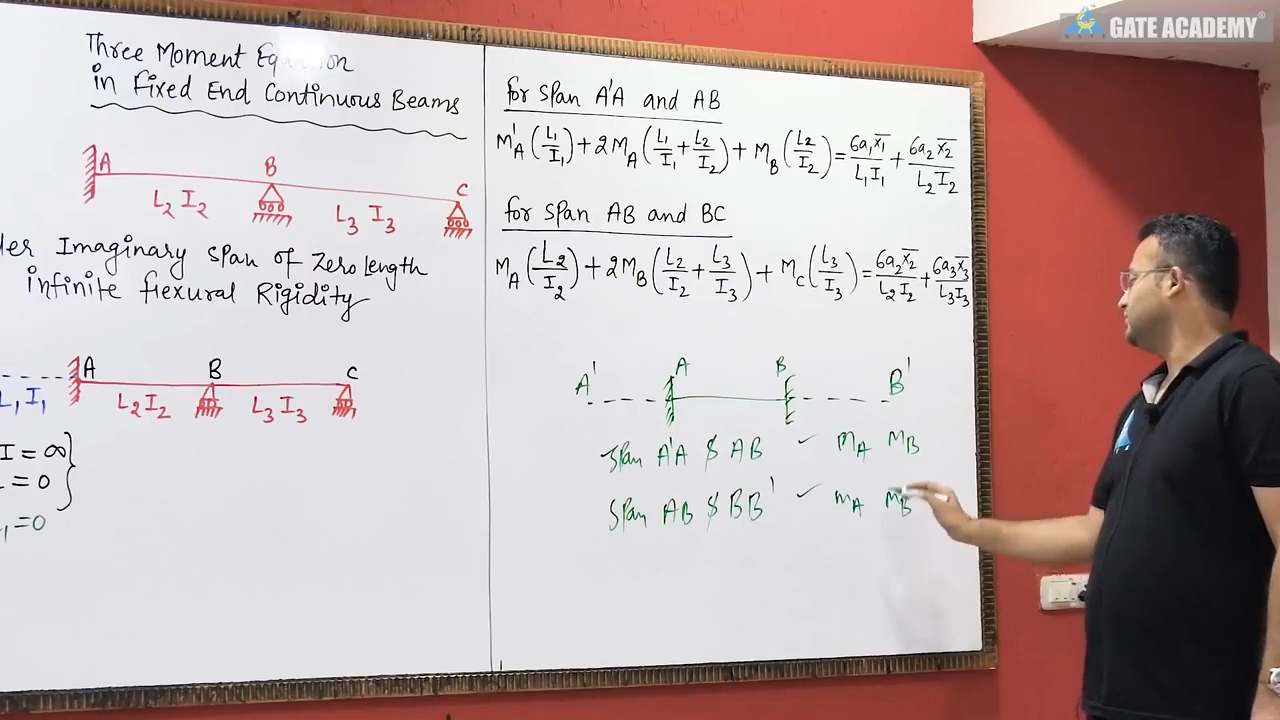 GATE ACADEMY®
Three Moment Equation
in Fixed End Continuous Beams
A B C
L₂ I₂ L₃ I₃
Imaginary span of zero length
infinite flexural Rigidity
A B C
L₁ I₁ L₂ I₂ L₃ I₃
I = ∞
= 0
₁ = 0
for span A'A and AB
M'A (L₁/I₁) + 2MA (L₁/I₁ + L₂/I₂) + MB (L₂/I₂) = 6a₁x̄₁/L₁I₁ + 6a₂x̄₂/L₂I₂
for span AB and BC
MA (L₂/I₂) + 2MB (L₂/I₂ + L₃/I₃) + MC (L₃/I₃) = 6a₂x̄₂/L₂I₂ + 6a₃x̄₃/L₃I₃
A' A B B'
Span A'A $ AB ✓ MA MB
Span AB $ BB' ✓ MA MB